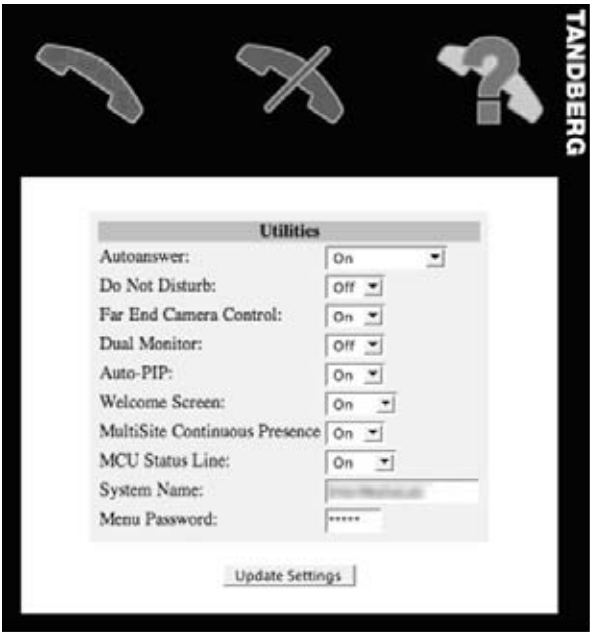 TANDBERG
?
Utilities
Autoanswer: On
Do Not Disturb: Off
Far End Camera Control: On
Dual Monitor: Off
Auto-PIP: On
Welcome Screen: On
MultiSite Continuous Presence On
MCU Status Line: On
System Name:
Menu Password: *****
Update Settings